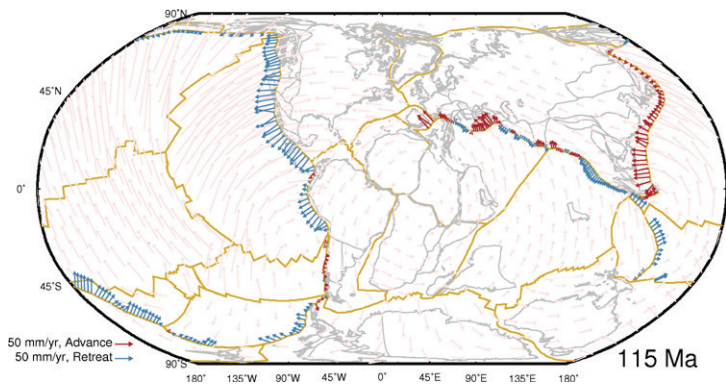 90˚N
45˚N
0˚
45˚S
90˚S
50 mm/yr, Advance
50 mm/yr, Retreat
115 Ma
180˚ 135˚W 90˚W 45˚W 0˚ 45˚E 90˚E 135˚E 180˚